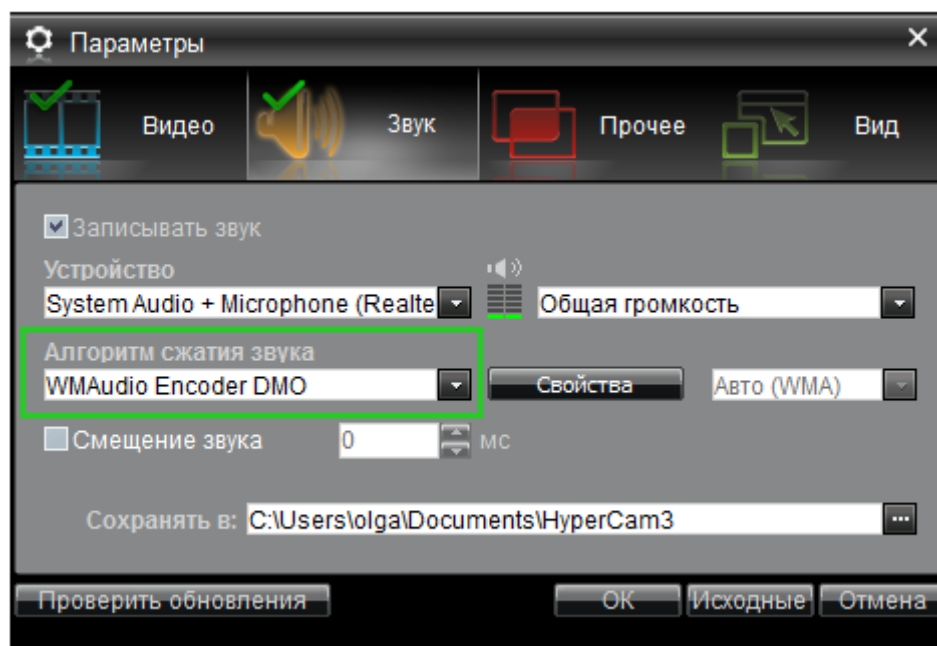 Параметры
Видео
Звук
Прочее
Вид
Записывать звук
Устройство
System Audio + Microphone (Realte
Общая громкость
Алгоритм сжатия звука
WMAudio Encoder DMO
Свойства
Авто (WMA)
Смещение звука 0 мс
Сохранять в: C:\Users\olga\Documents\HyperCam3 ...
Проверить обновления
ОК
Исходные
Отмена